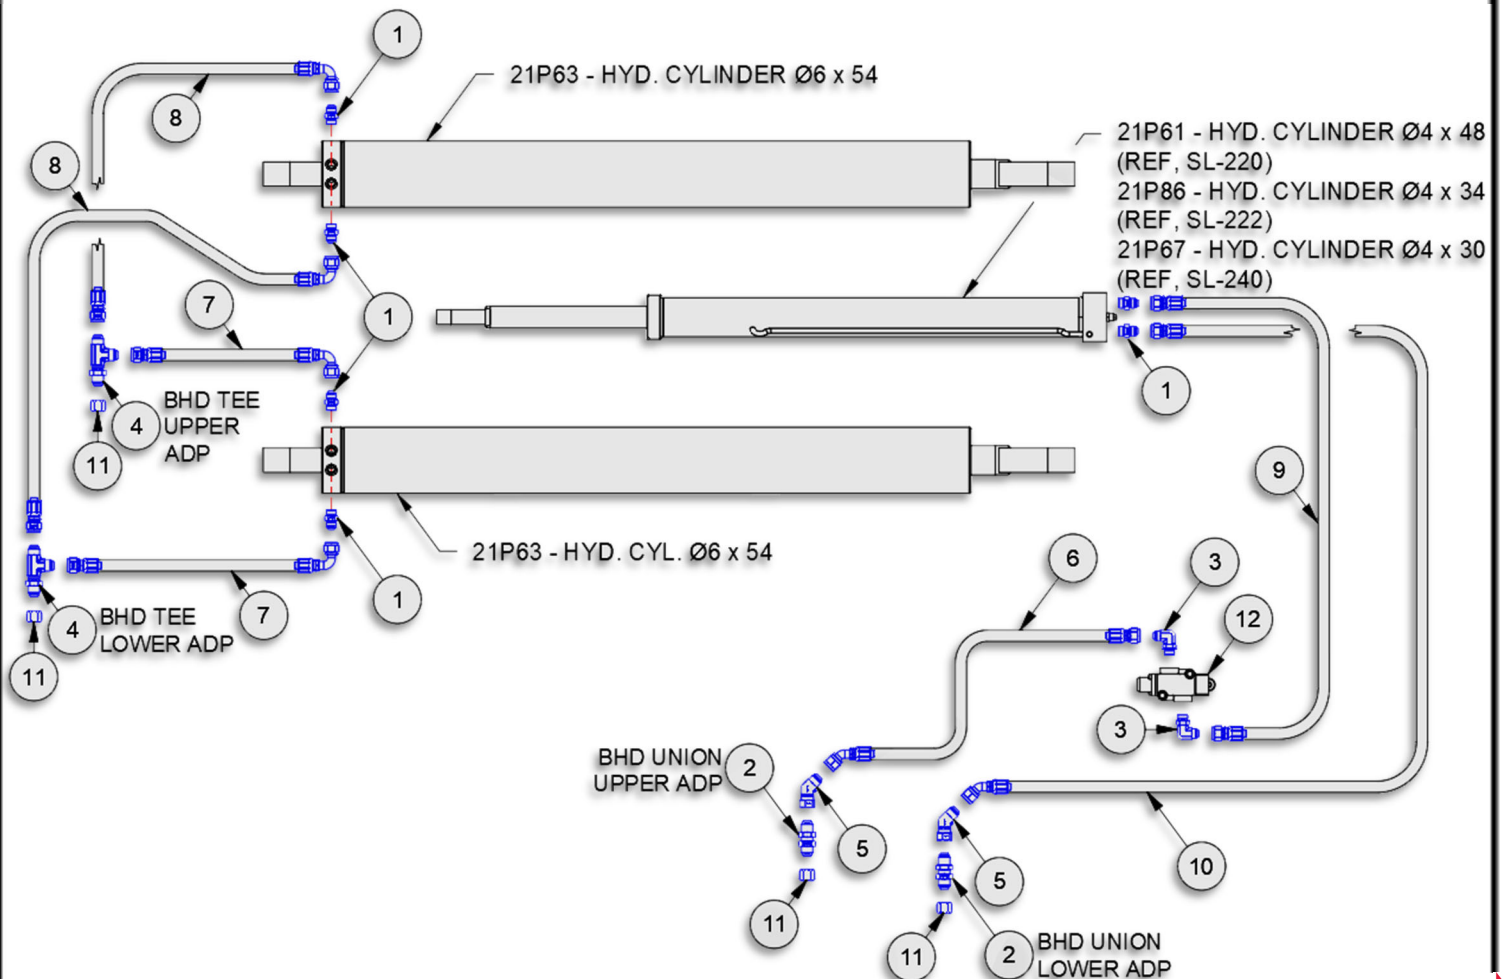 1
21P63 - HYD. CYLINDER Ø6 x 54
8
21P61 - HYD. CYLINDER Ø4 x 48
(REF, SL-220)
21P86 - HYD. CYLINDER Ø4 x 34
(REF, SL-222)
21P67 - HYD. CYLINDER Ø4 x 30
(REF, SL-240)
8
7
1
1
BHD TEE
UPPER
ADP
4
11
9
21P63 - HYD. CYL. Ø6 x 54
6
3
1
7
12
BHD TEE
LOWER ADP
4
11
3
BHD UNION
UPPER ADP
2
5
10
5
11
11
2
BHD UNION
LOWER ADP